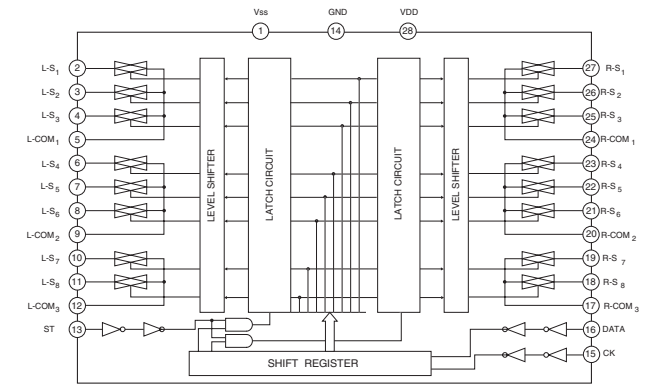 Vss GND VDD
1 14 28
L-S1 2 27 R-S1
L-S2 3 26 R-S2
L-S3 4 25 R-S3
L-COM1 5 24 R-COM1
L-S4 6 23 R-S4
L-S5 7 22 R-S5
L-S6 8 21 R-S6
L-COM2 9 20 R-COM2
L-S7 10 19 R-S7
L-S8 11 18 R-S8
L-COM3 12 17 R-COM3
ST 13 16 DATA
15 CK
LEVEL SHIFTER
LATCH CIRCUIT
LATCH CIRCUIT
LEVEL SHIFTER
SHIFT REGISTER